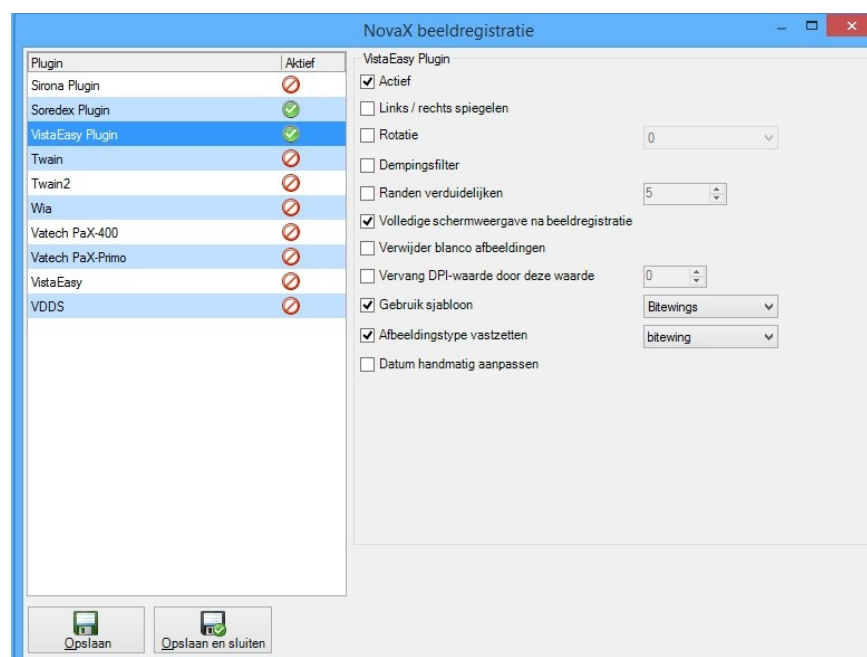 NovaX beeldregistratie
Plugin Aktief
Sirona Plugin
Soredex Plugin
VistaEasy Plugin
Twain
Twain2
Wia
Vatech PaX-400
Vatech PaX-Primo
VistaEasy
VDDS
VistaEasy Plugin
Actief
Links / rechts spiegelen
Rotatie 0
Dempingsfilter
Randen verduidelijken 5
Volledige schermweergave na beeldregistratie
Verwijder blanco afbeeldingen
Vervang DPI-waarde door deze waarde 0
Gebruik sjabloon Bitewings
Afbeeldingstype vastzetten bitewing
Datum handmatig aanpassen
Opslaan
Opslaan en sluiten